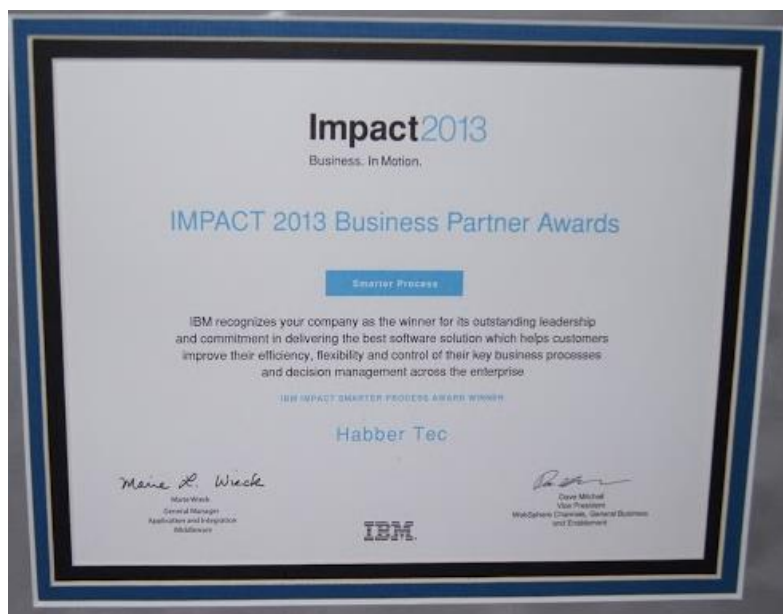 Impact2013
Business. In Motion.
IMPACT 2013 Business Partner Awards
Smarter Process
IBM recognizes your company as the winner for its outstanding leadership
and commitment in delivering the best software solution which helps customers
improve their efficiency, flexibility and control of their key business processes
and decision management across the enterprise
IBM IMPACT SMARTER PROCESS AWARD WINNER
Habber Tec
Marie L. Wieck
Marie Wieck
General Manager
Application and Integration
Middleware
IBM.
Dave Mitchell
Vice President
WebSphere Channels, General Business
and Enablement